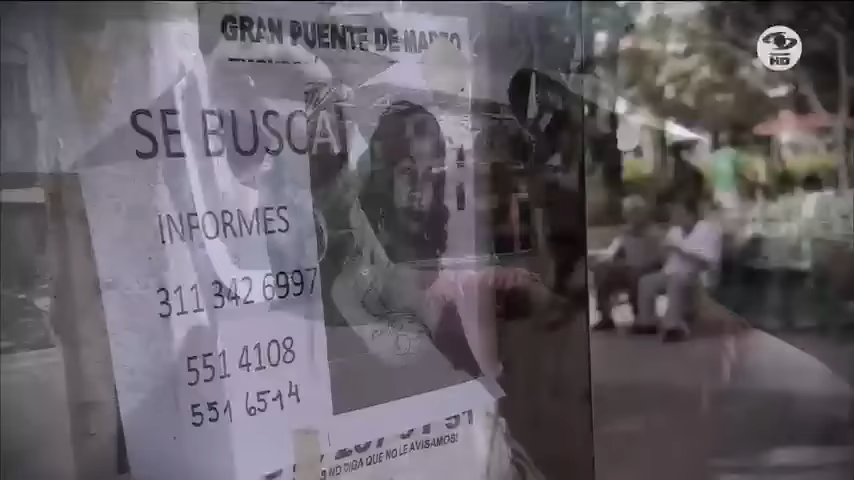 GRAN PUENTE DE MARZO
SE BUSCA
INFORMES
311 342 6997
551 4108
551 6514
NO DIGA QUE NO LE AVISAMOS!
HD